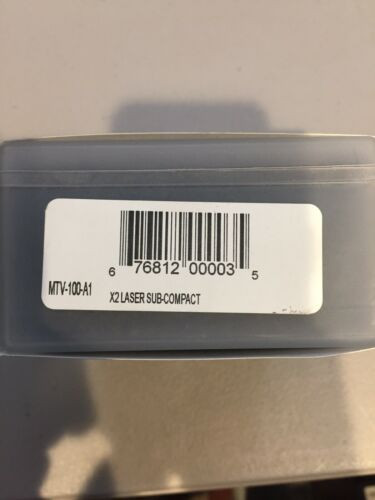 6 76812 00003 5
MTV-100-A1
X2 LASER SUB-COMPACT